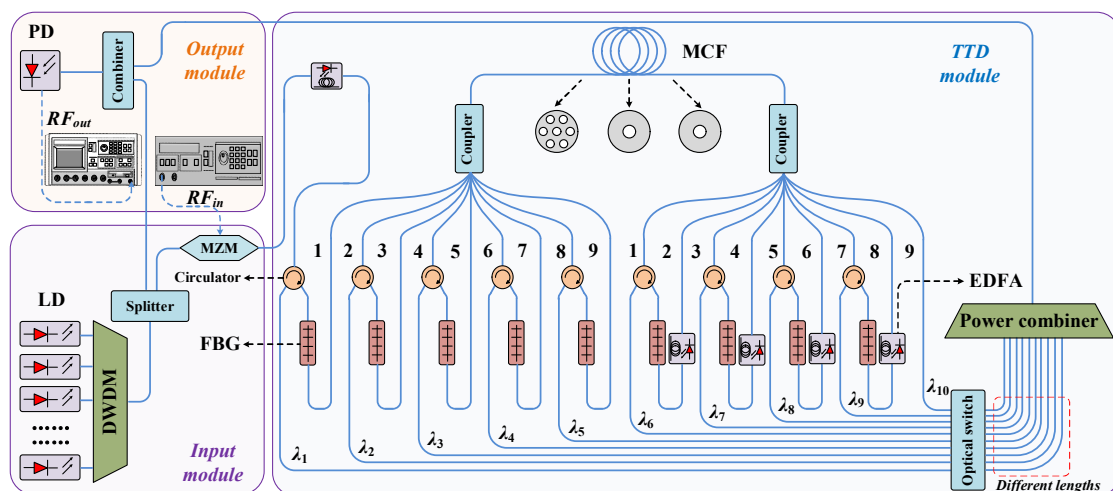 PD
Combiner
Output
module
RF_out
RF_in
MCF
TTD
module
Coupler
Coupler
MZM
Circulator
1 2 3 4 5 6 7 8 9
1 2 3 4 5 6 7 8 9
EDFA
LD
Splitter
FBG
Power combiner
DWDM
......
......
Input
module
λ1 λ2 λ3 λ4 λ5 λ6 λ7 λ8 λ9 λ10
Optical switch
Different lengths